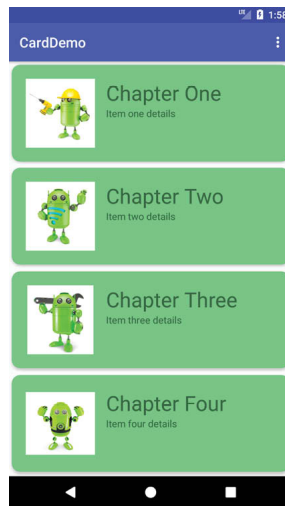 1:58
CardDemo
Chapter One
Item one details
Chapter Two
Item two details
Chapter Three
Item three details
Chapter Four
Item four details